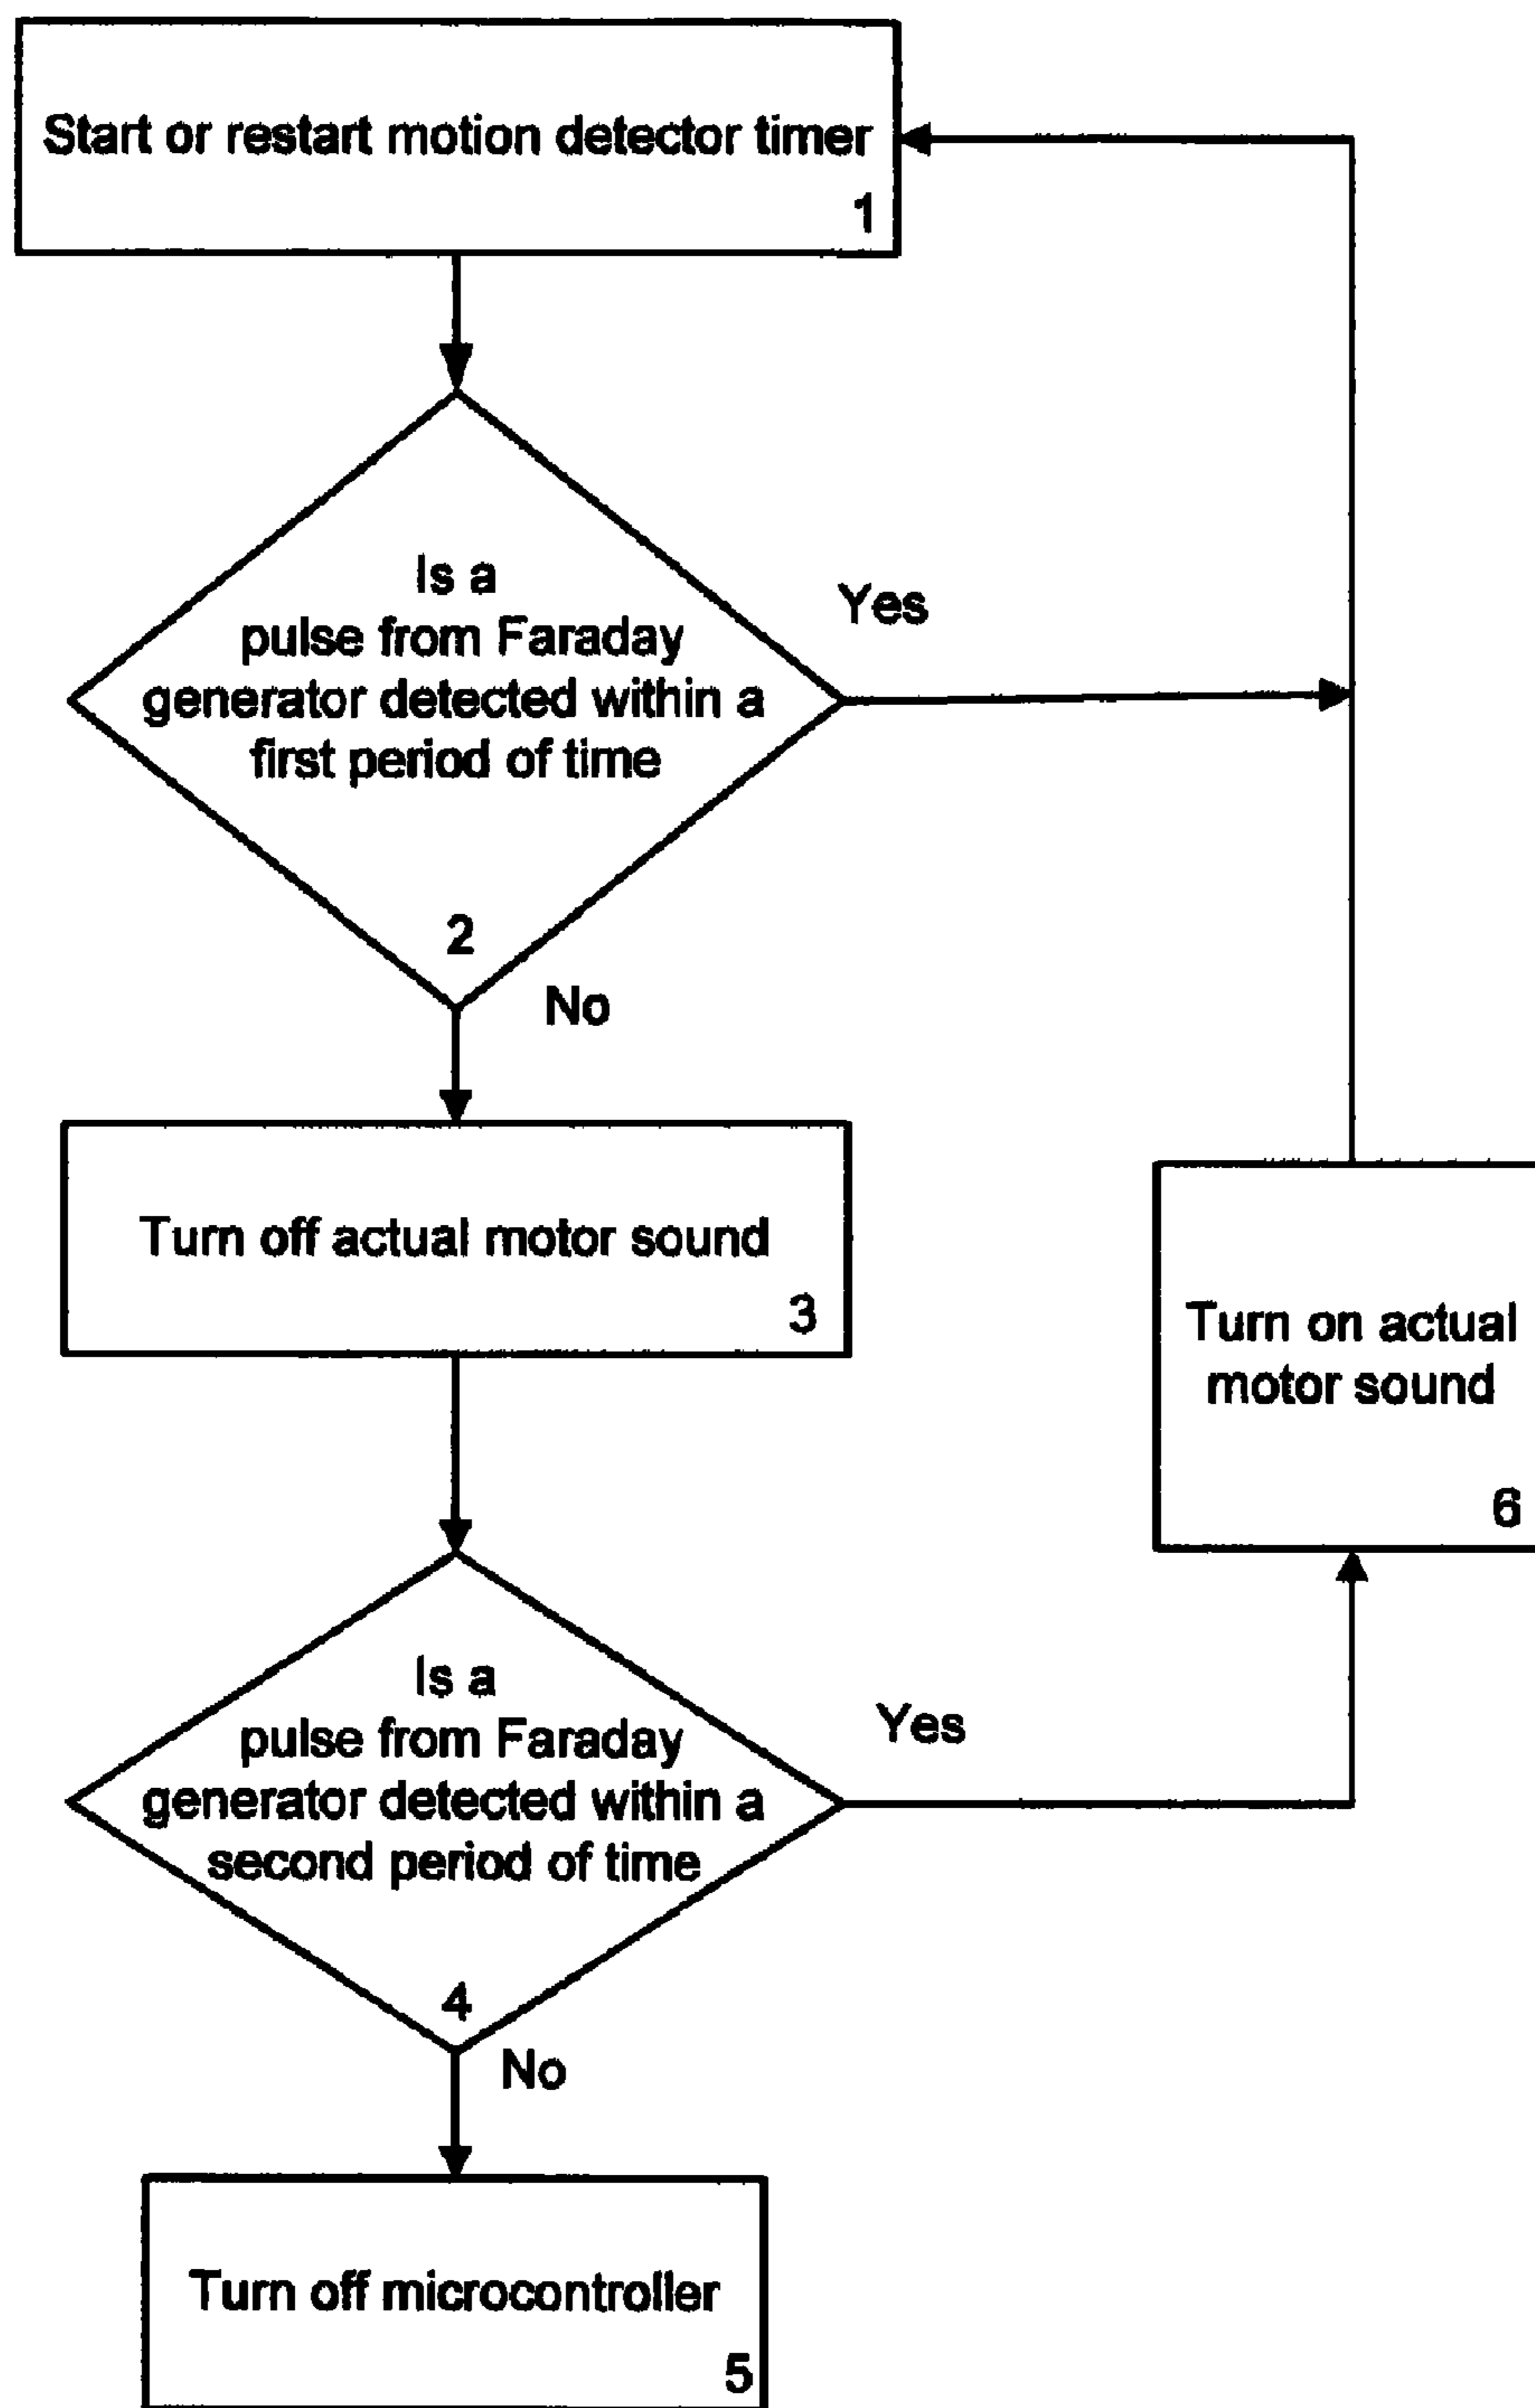 Start or restart motion detector timer
1
Is a
pulse from Faraday
generator detected within a
first period of time
2
Yes
No
Turn off actual motor sound
3
Turn on actual
motor sound
6
Is a
pulse from Faraday
generator detected within a
second period of time
4
Yes
No
Turn off microcontroller
5